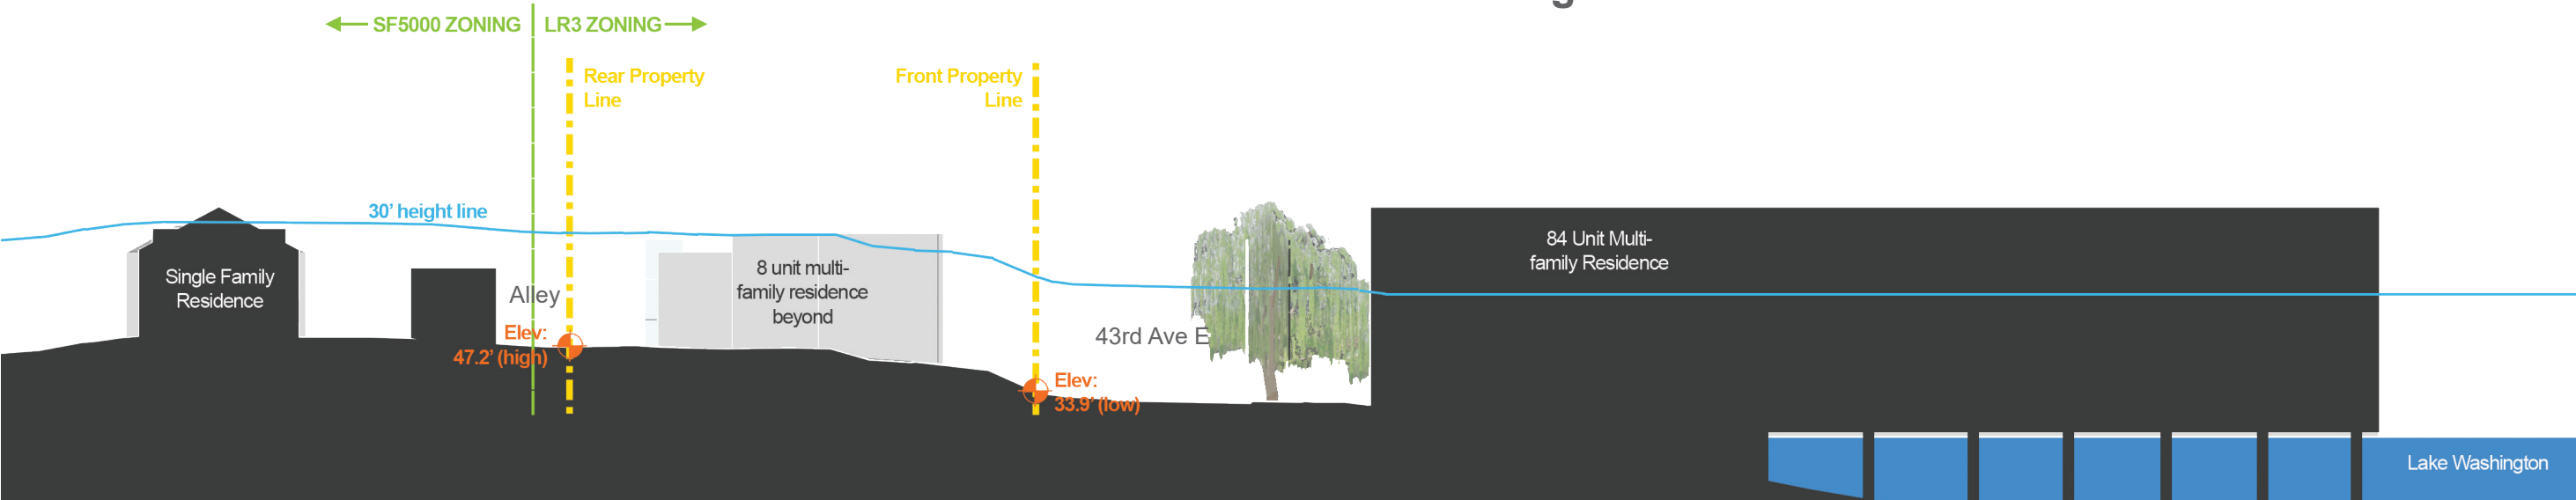 SF5000 ZONING
LR3 ZONING
Rear Property
Line
Front Property
Line
30’ height line
Single Family
Residence
Alley
Elev:
47.2’ (high)
8 unit multi-
family residence
beyond
Elev:
33.9’ (low)
43rd Ave E
84 Unit Multi-
family Residence
Lake Washington